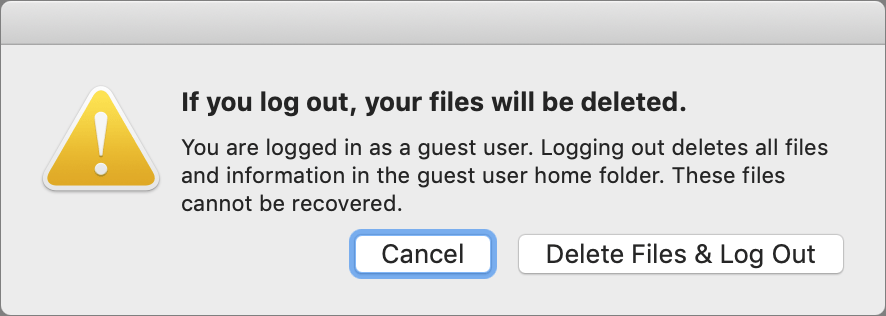 If you log out, your files will be deleted.
You are logged in as a guest user. Logging out deletes all files
and information in the guest user home folder. These files
cannot be recovered.
Cancel
Delete Files & Log Out